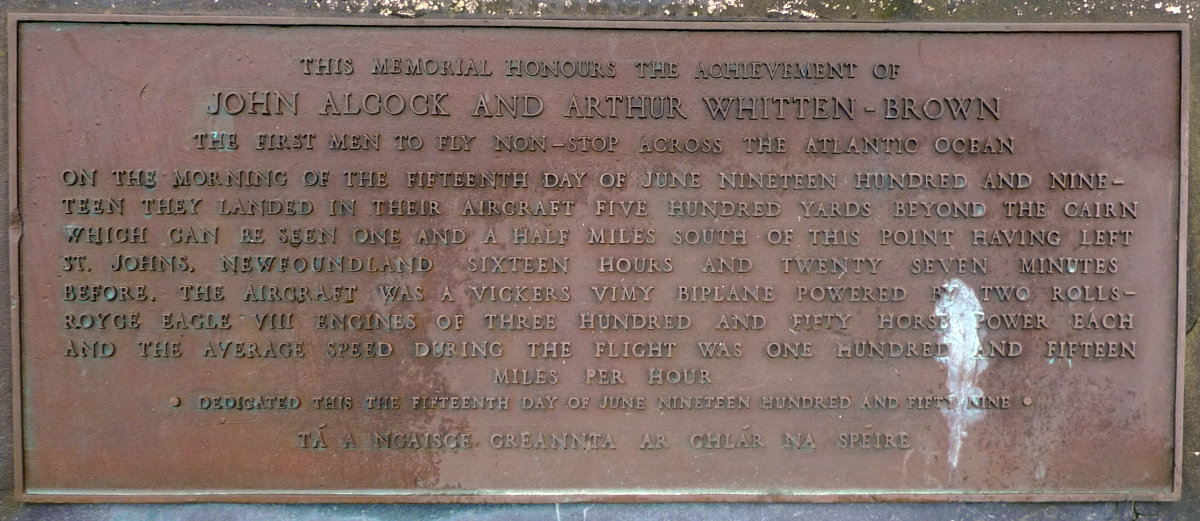 THIS MEMORIAL HONOURS THE ACHIEVEMENT OF
JOHN ALCOCK AND ARTHUR WHITTEN-BROWN
THE FIRST MEN TO FLY NON-STOP ACROSS THE ATLANTIC OCEAN
ON THE MORNING OF THE FIFTEENTH DAY OF JUNE NINETEEN HUNDRED AND NINE-
TEEN THEY LANDED IN THEIR AIRCRAFT FIVE HUNDRED YARDS BEYOND THE CAIRN
WHICH CAN BE SEEN ONE AND A HALF MILES SOUTH OF THIS POINT HAVING LEFT
ST. JOHNS, NEWFOUNDLAND SIXTEEN HOURS AND TWENTY SEVEN MINUTES
BEFORE. THE AIRCRAFT WAS A VICKERS VIMY BIPLANE POWERED BY TWO ROLLS-
ROYCE EAGLE VIII ENGINES OF THREE HUNDRED AND FIFTY HORSE POWER EACH
AND THE AVERAGE SPEED DURING THE FLIGHT WAS ONE HUNDRED AND FIFTEEN
MILES PER HOUR
• DEDICATED THIS THE FIFTEENTH DAY OF JUNE NINETEEN HUNDRED AND FIFTY NINE •
TÁ A NGAISCE GREANNTA AR CHLÁR NA SPÉIRE